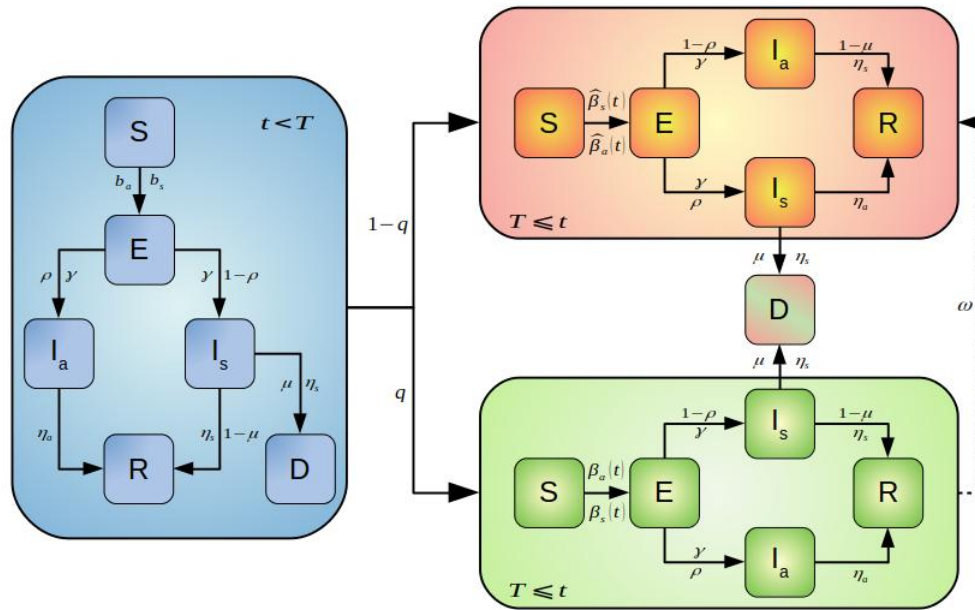 t < T
S
b_a b_s
E
ρ γ
γ 1−ρ
I_a
I_s
μ η_s
η_a
η_s 1−μ
R
D
1−q
q
S
β̂_s(t)
β̂_a(t)
E
1−ρ
γ
I_a
1−μ
η_s
R
γ
ρ
I_s
η_a
T ⩽ t
μ η_s
D
μ η_s
ω
S
β_a(t)
β_s(t)
E
1−ρ
γ
I_s
1−μ
η_s
R
γ
ρ
I_a
η_a
T ⩽ t